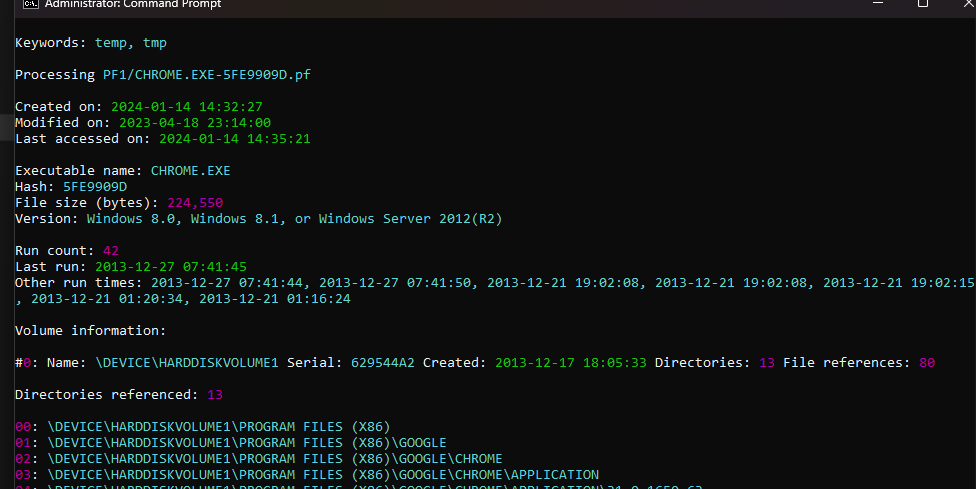 Administrator: Command Prompt
Keywords: temp, tmp
Processing PF1/CHROME.EXE-5FE9909D.pf
Created on: 2024-01-14 14:32:27
Modified on: 2023-04-18 23:14:00
Last accessed on: 2024-01-14 14:35:21
Executable name: CHROME.EXE
Hash: 5FE9909D
File size (bytes): 224,550
Version: Windows 8.0, Windows 8.1, or Windows Server 2012(R2)
Run count: 42
Last run: 2013-12-27 07:41:45
Other run times: 2013-12-27 07:41:44, 2013-12-27 07:41:50, 2013-12-21 19:02:08, 2013-12-21 19:02:08, 2013-12-21 19:02:15
, 2013-12-21 01:20:34, 2013-12-21 01:16:24
Volume information:
#0: Name: \DEVICE\HARDDISKVOLUME1 Serial: 629544A2 Created: 2013-12-17 18:05:33 Directories: 13 File references: 80
Directories referenced: 13
00: \DEVICE\HARDDISKVOLUME1\PROGRAM FILES (X86)
01: \DEVICE\HARDDISKVOLUME1\PROGRAM FILES (X86)\GOOGLE
02: \DEVICE\HARDDISKVOLUME1\PROGRAM FILES (X86)\GOOGLE\CHROME
03: \DEVICE\HARDDISKVOLUME1\PROGRAM FILES (X86)\GOOGLE\CHROME\APPLICATION